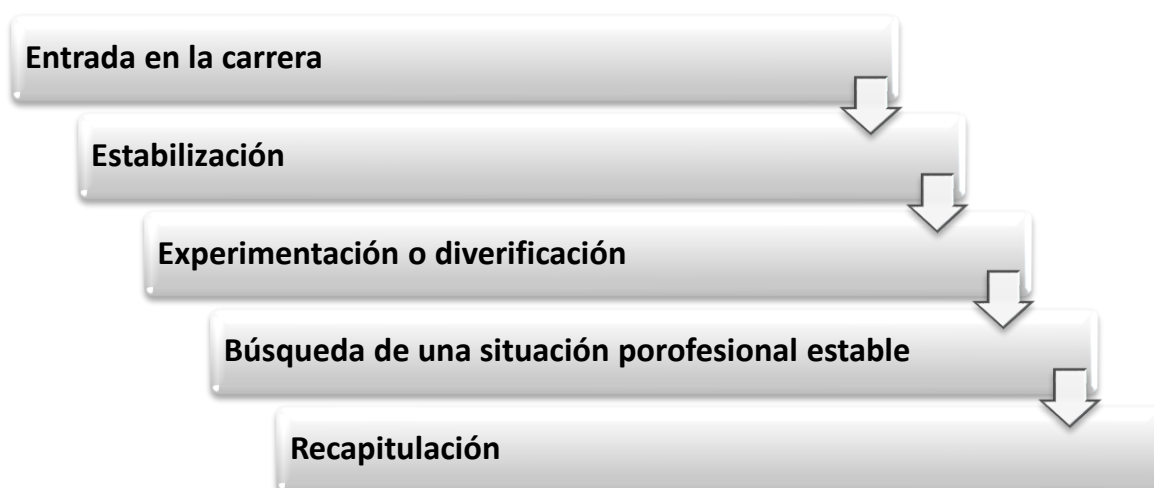 Entrada en la carrera
Estabilización
Experimentación o diverificación
Búsqueda de una situación porofesional estable
Recapitulación